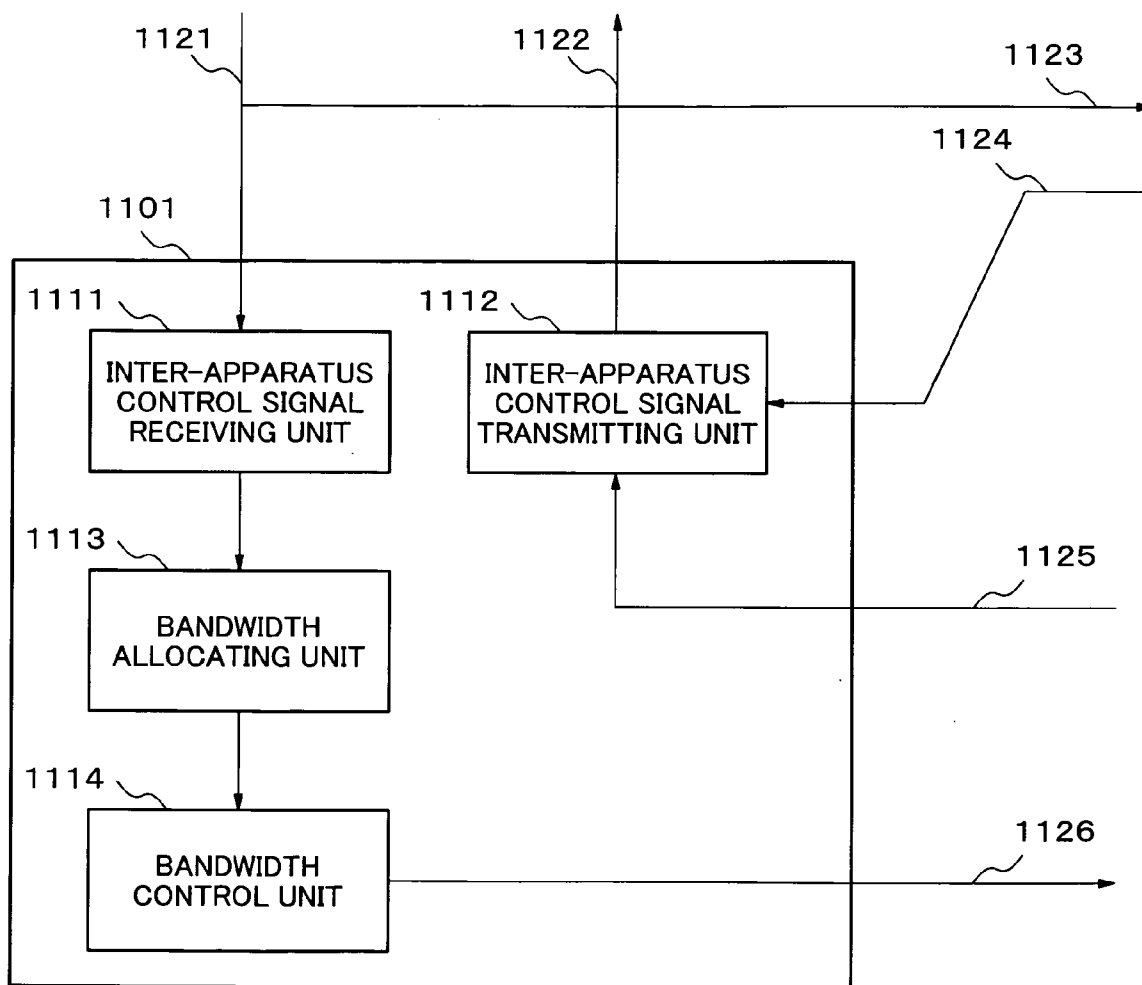 1121
1122
1123
1124
1101
1111
INTER-APPARATUS
CONTROL SIGNAL
RECEIVING UNIT
1112
INTER-APPARATUS
CONTROL SIGNAL
TRANSMITTING UNIT
1113
BANDWIDTH
ALLOCATING UNIT
1125
1114
BANDWIDTH
CONTROL UNIT
1126